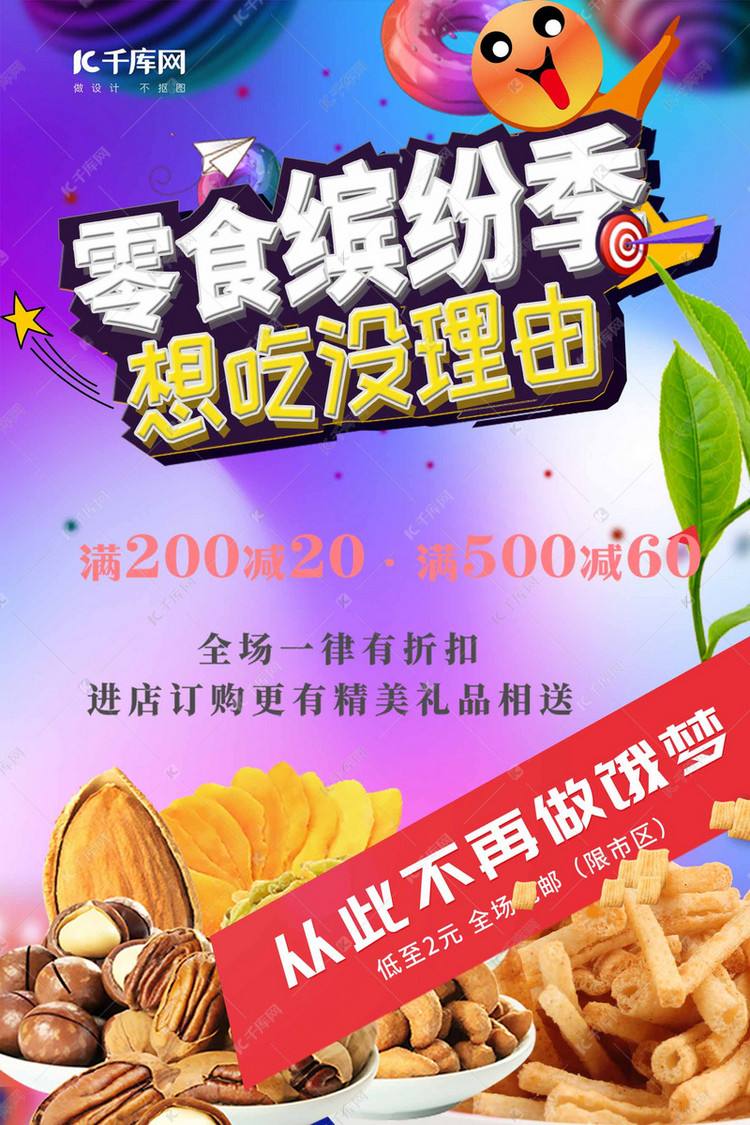 千库网
做设计 不抠图
零食缤纷季
想吃没理由
满200减20·满500减60
全场一律有折扣
进店订购更有精美礼品相送
从此不再做饿梦
低至2元 全场 邮（限市区）